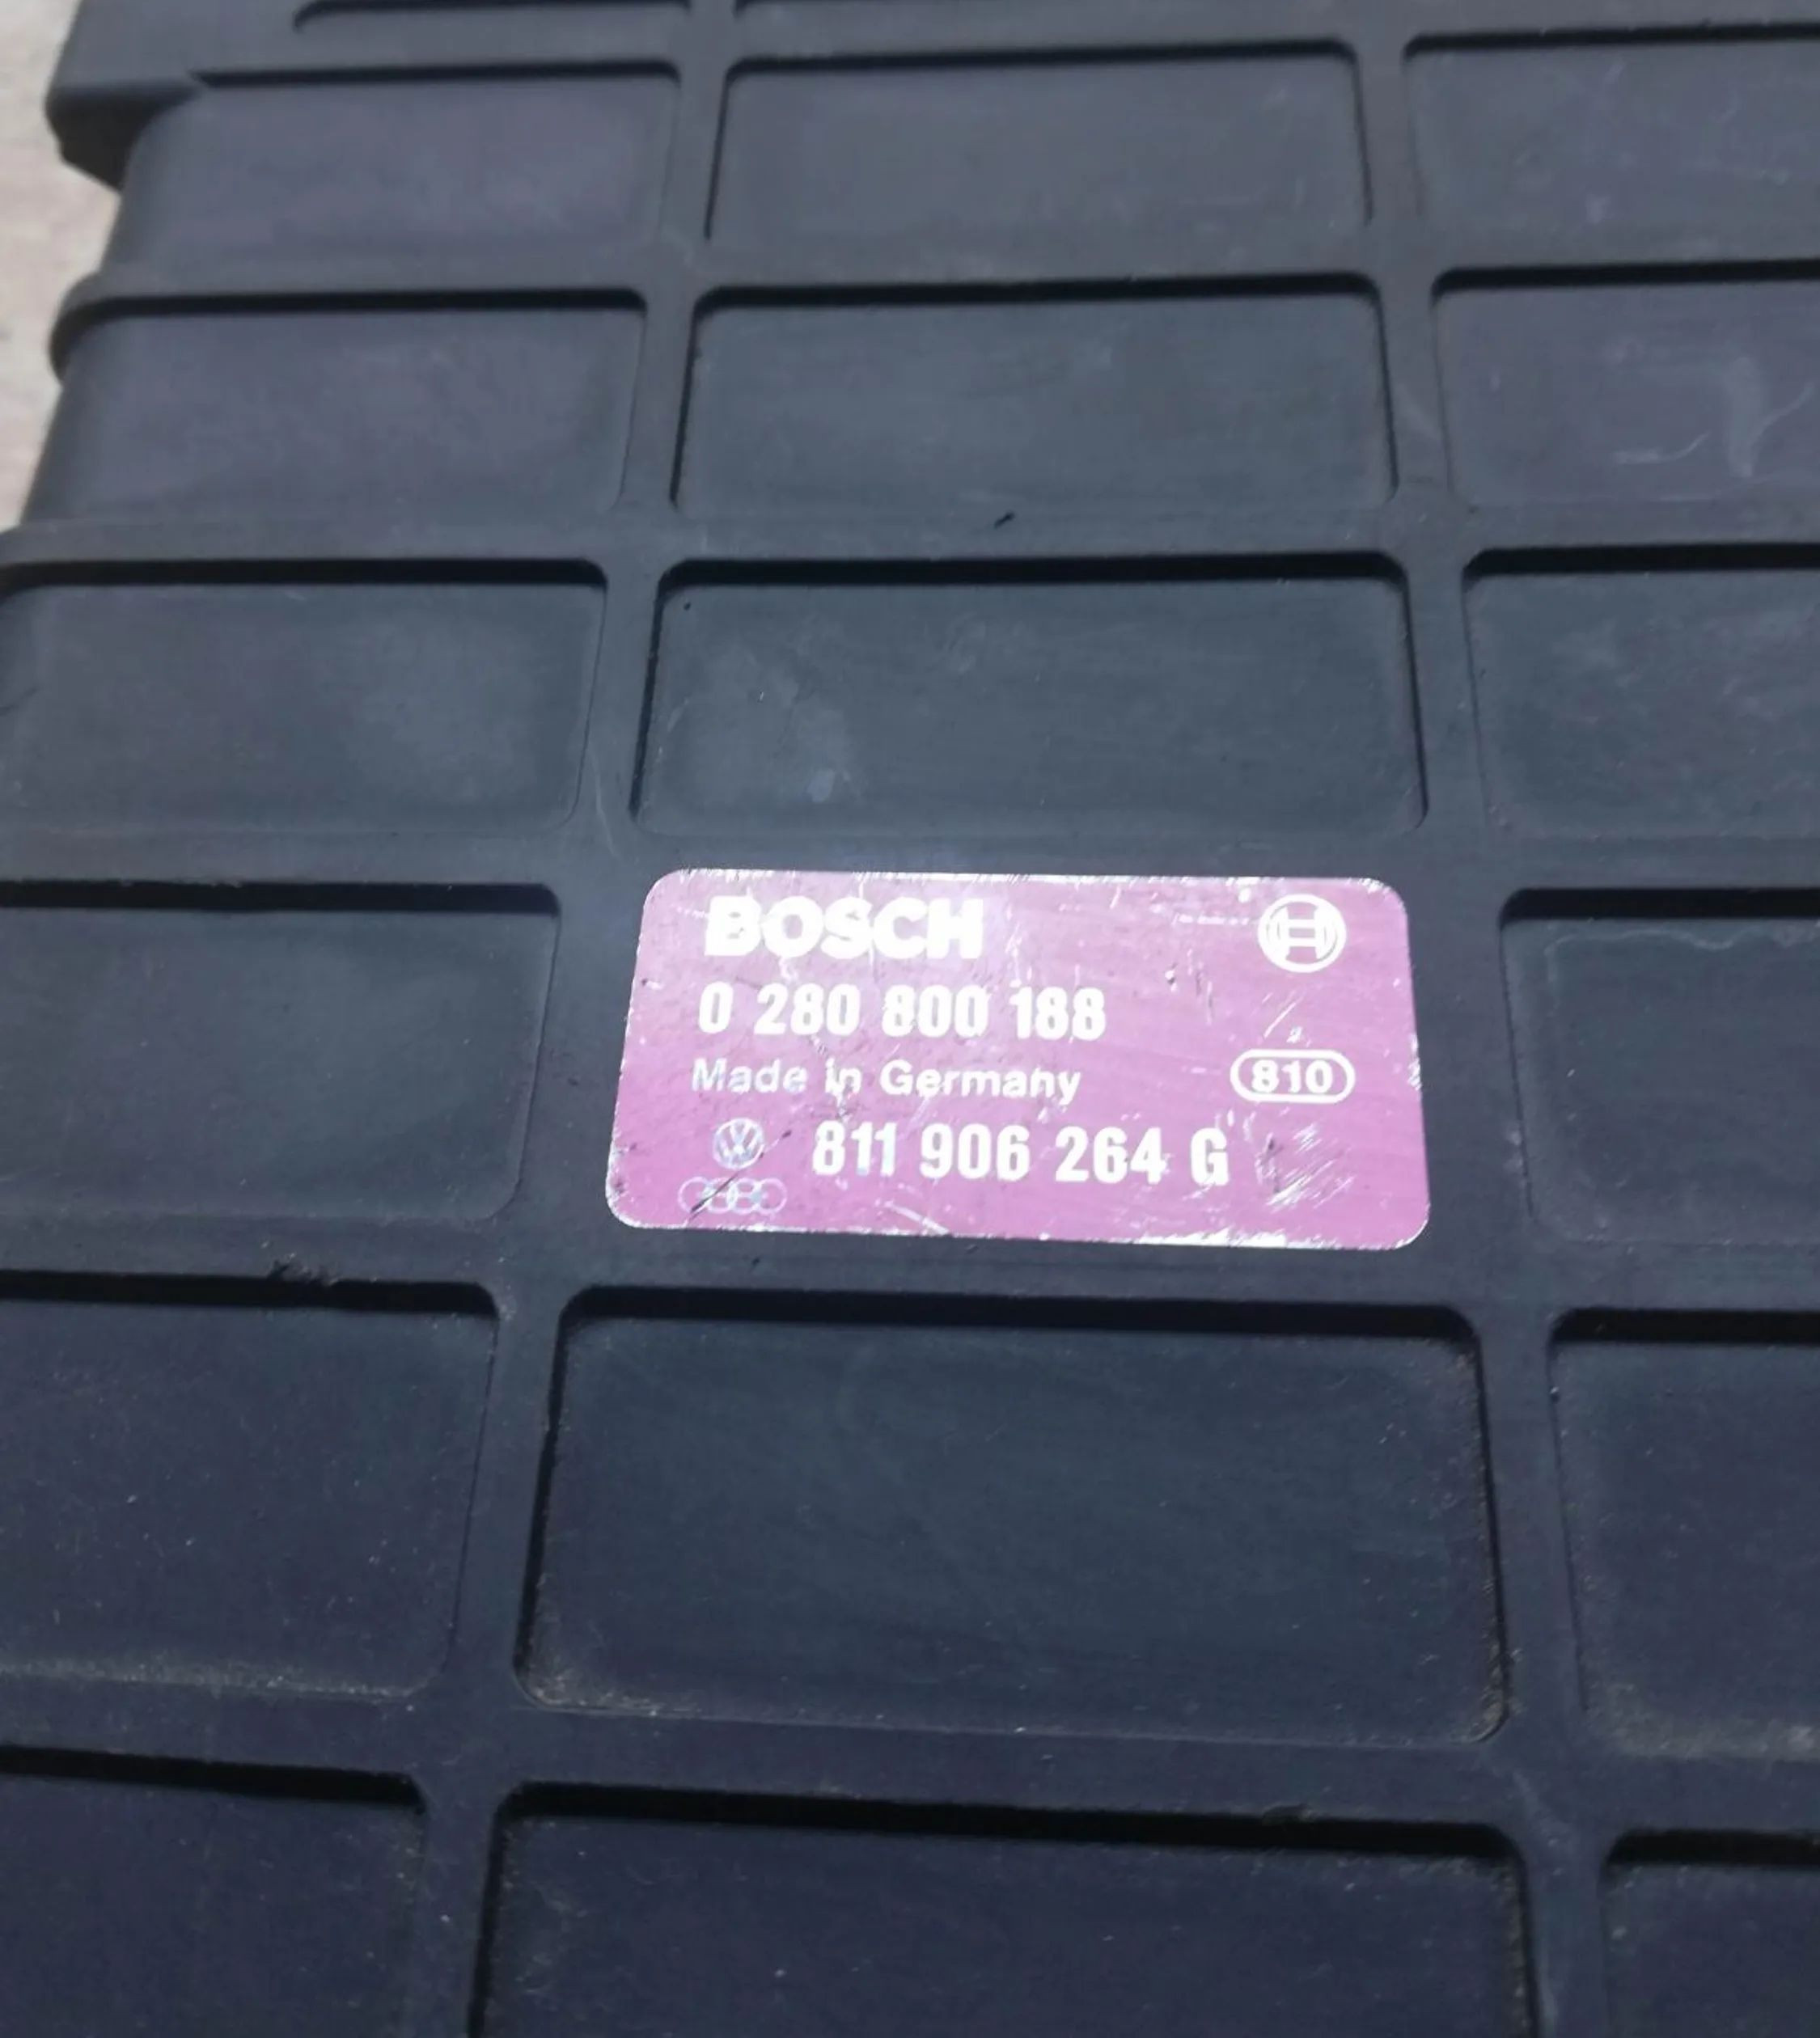 BOSCH
0 280 800 188
Made in Germany
810
811 906 264 G